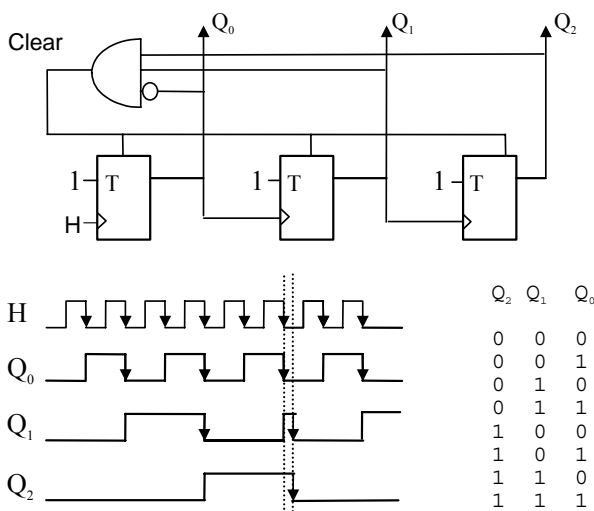 Q0 Q1 Q2
Clear
1 T 1 T 1 T
H
H
Q0
Q1
Q2
Q2 Q1 Q0
0 0 0
0 0 1
0 1 0
0 1 1
1 0 0
1 0 1
1 1 0
1 1 1